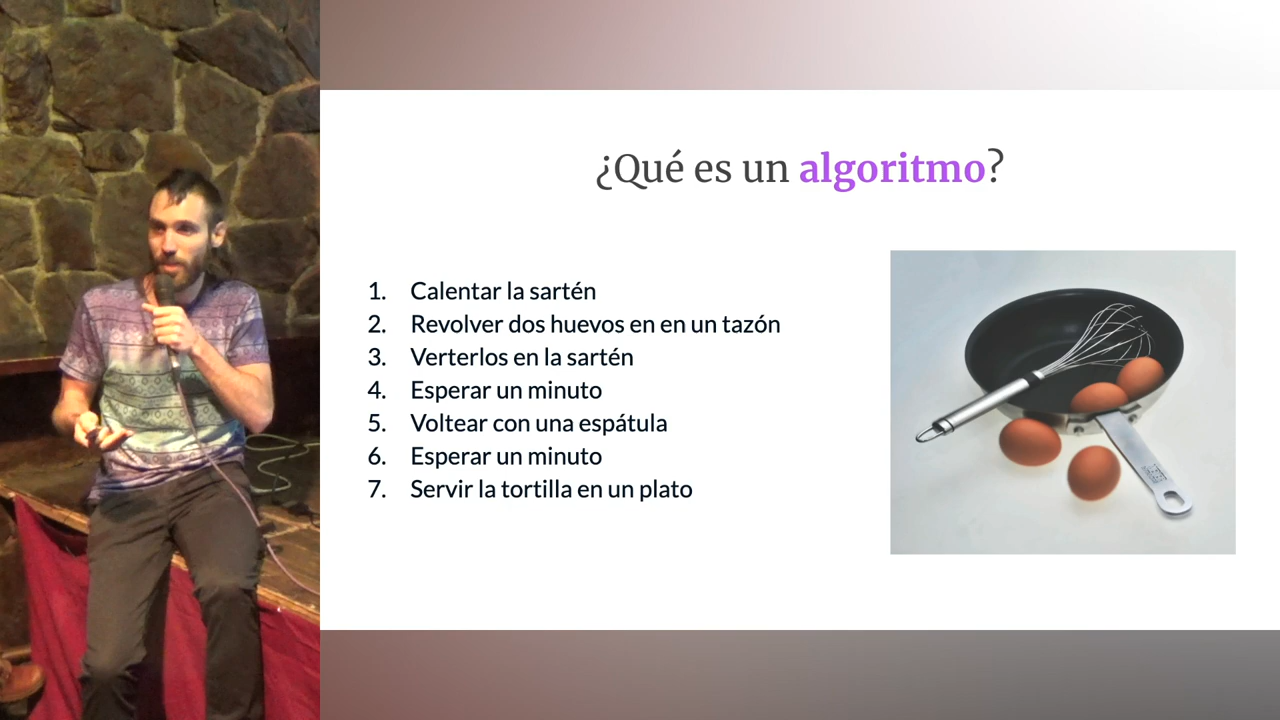 ¿Qué es un algoritmo?
1. Calentar la sartén
2. Revolver dos huevos en en un tazón
3. Verterlos en la sartén
4. Esperar un minuto
5. Voltear con una espátula
6. Esperar un minuto
7. Servir la tortilla en un plato